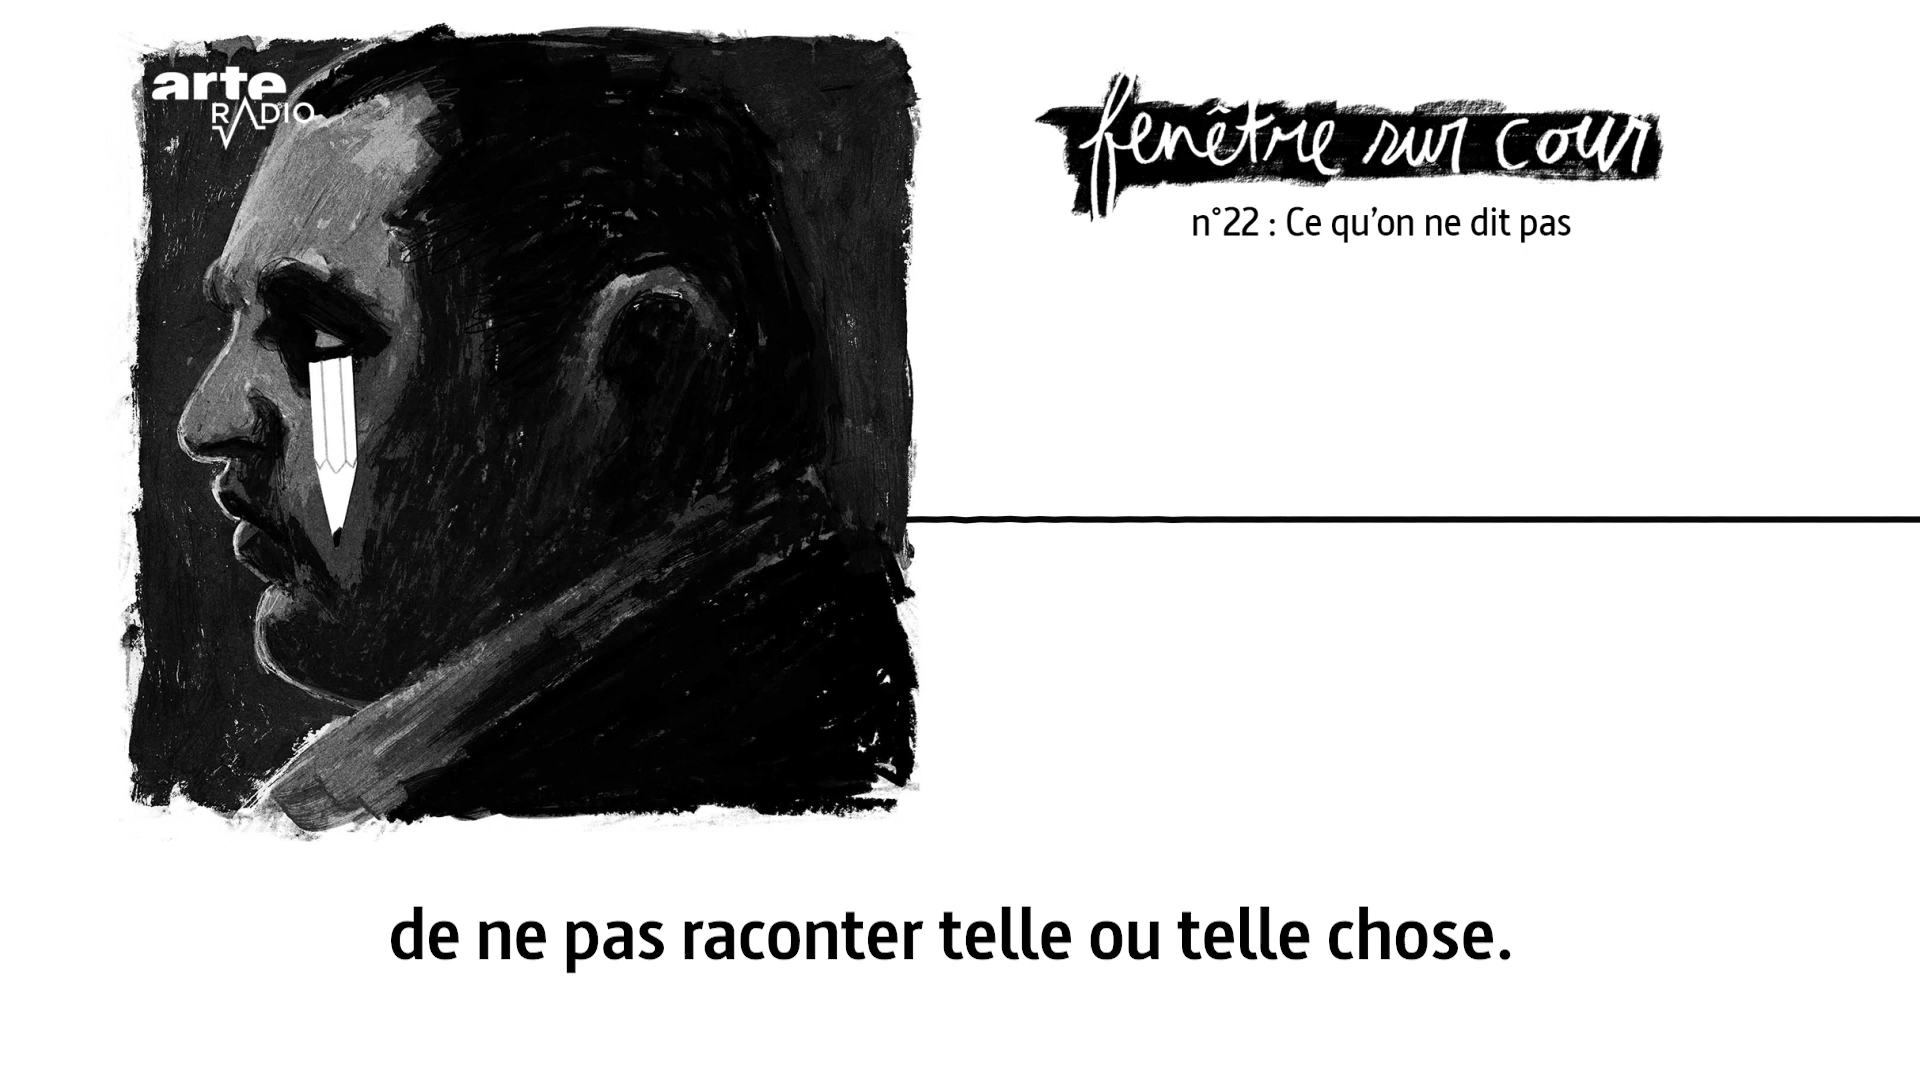 arte
RADIO
fenêtre sur cour
n°22 : Ce qu’on ne dit pas
de ne pas raconter telle ou telle chose.